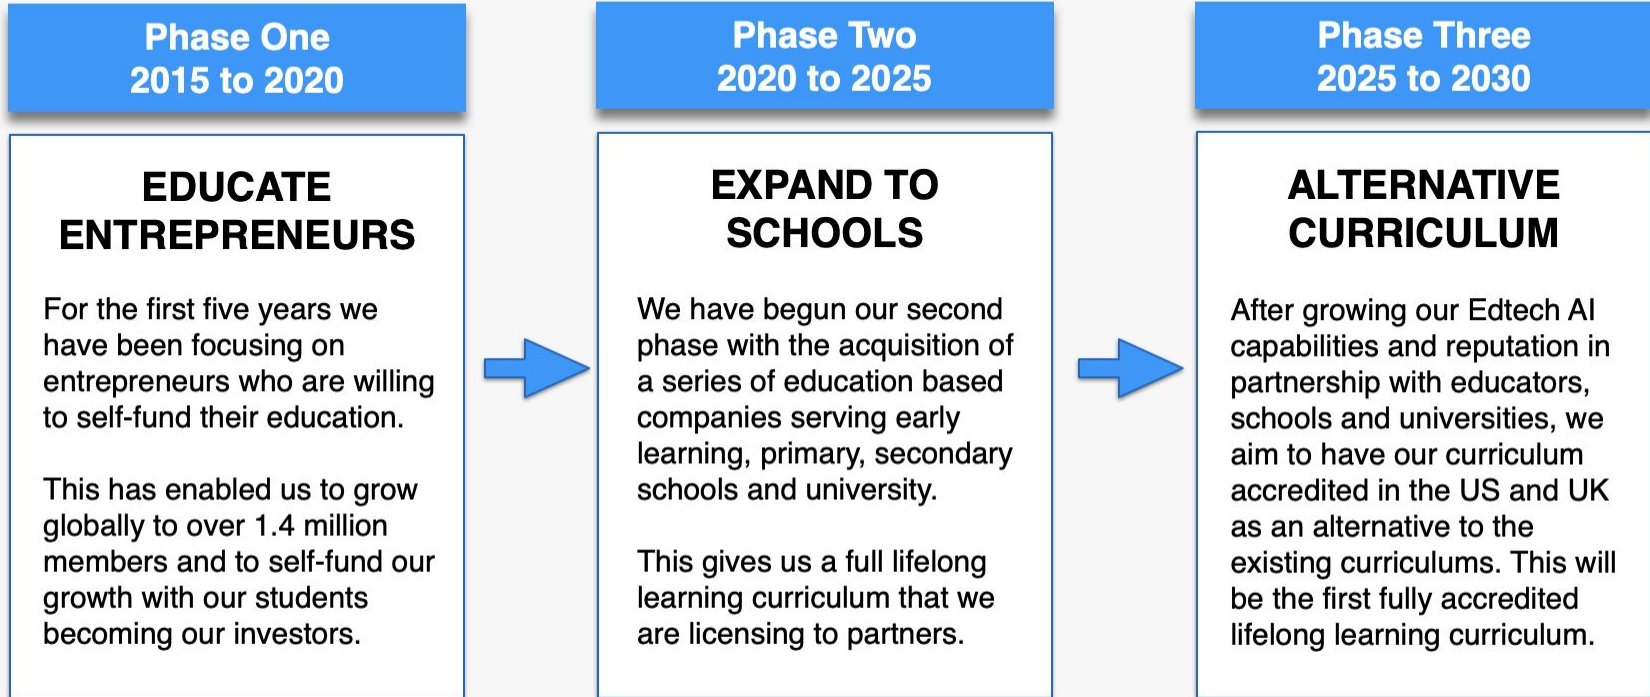 Phase One
2015 to 2020
EDUCATE
ENTREPRENEURS
For the first five years we
have been focusing on
entrepreneurs who are willing
to self-fund their education.
This has enabled us to grow
globally to over 1.4 million
members and to self-fund our
growth with our students
becoming our investors.
Phase Two
2020 to 2025
EXPAND TO
SCHOOLS
We have begun our second
phase with the acquisition of
a series of education based
companies serving early
learning, primary, secondary
schools and university.
This gives us a full lifelong
learning curriculum that we
are licensing to partners.
Phase Three
2025 to 2030
ALTERNATIVE
CURRICULUM
After growing our Edtech AI
capabilities and reputation in
partnership with educators,
schools and universities, we
aim to have our curriculum
accredited in the US and UK
as an alternative to the
existing curriculums. This will
be the first fully accredited
lifelong learning curriculum.